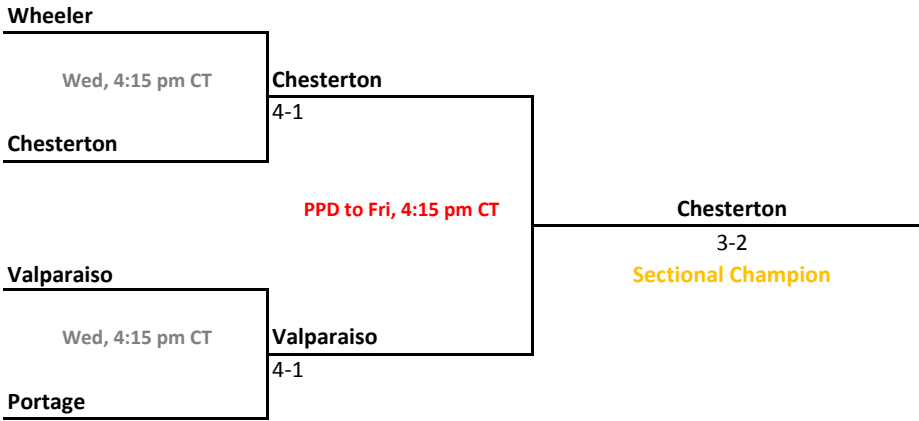 Wheeler
Wed, 4:15 pm CT
Chesterton
4-1
Chesterton
PPD to Fri, 4:15 pm CT
Chesterton
3-2
Sectional Champion
Valparaiso
Wed, 4:15 pm CT
Valparaiso
4-1
Portage